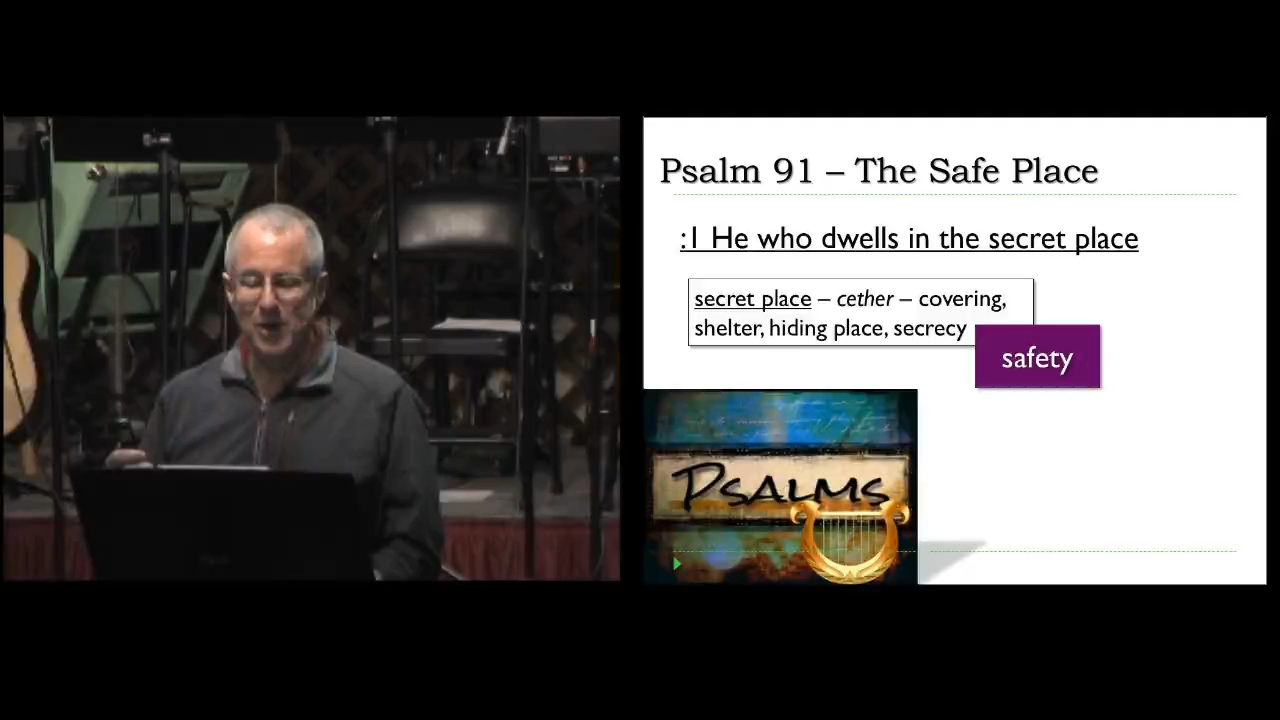 Psalm 91 – The Safe Place
:1 He who dwells in the secret place
secret place – cether – covering,
shelter, hiding place, secrecy
safety
PSALMS